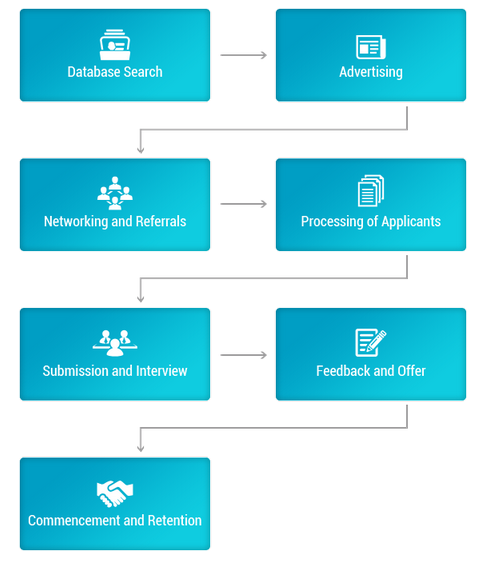 Database Search
Advertising
Networking and Referrals
Processing of Applicants
Submission and Interview
Feedback and Offer
Commencement and Retention